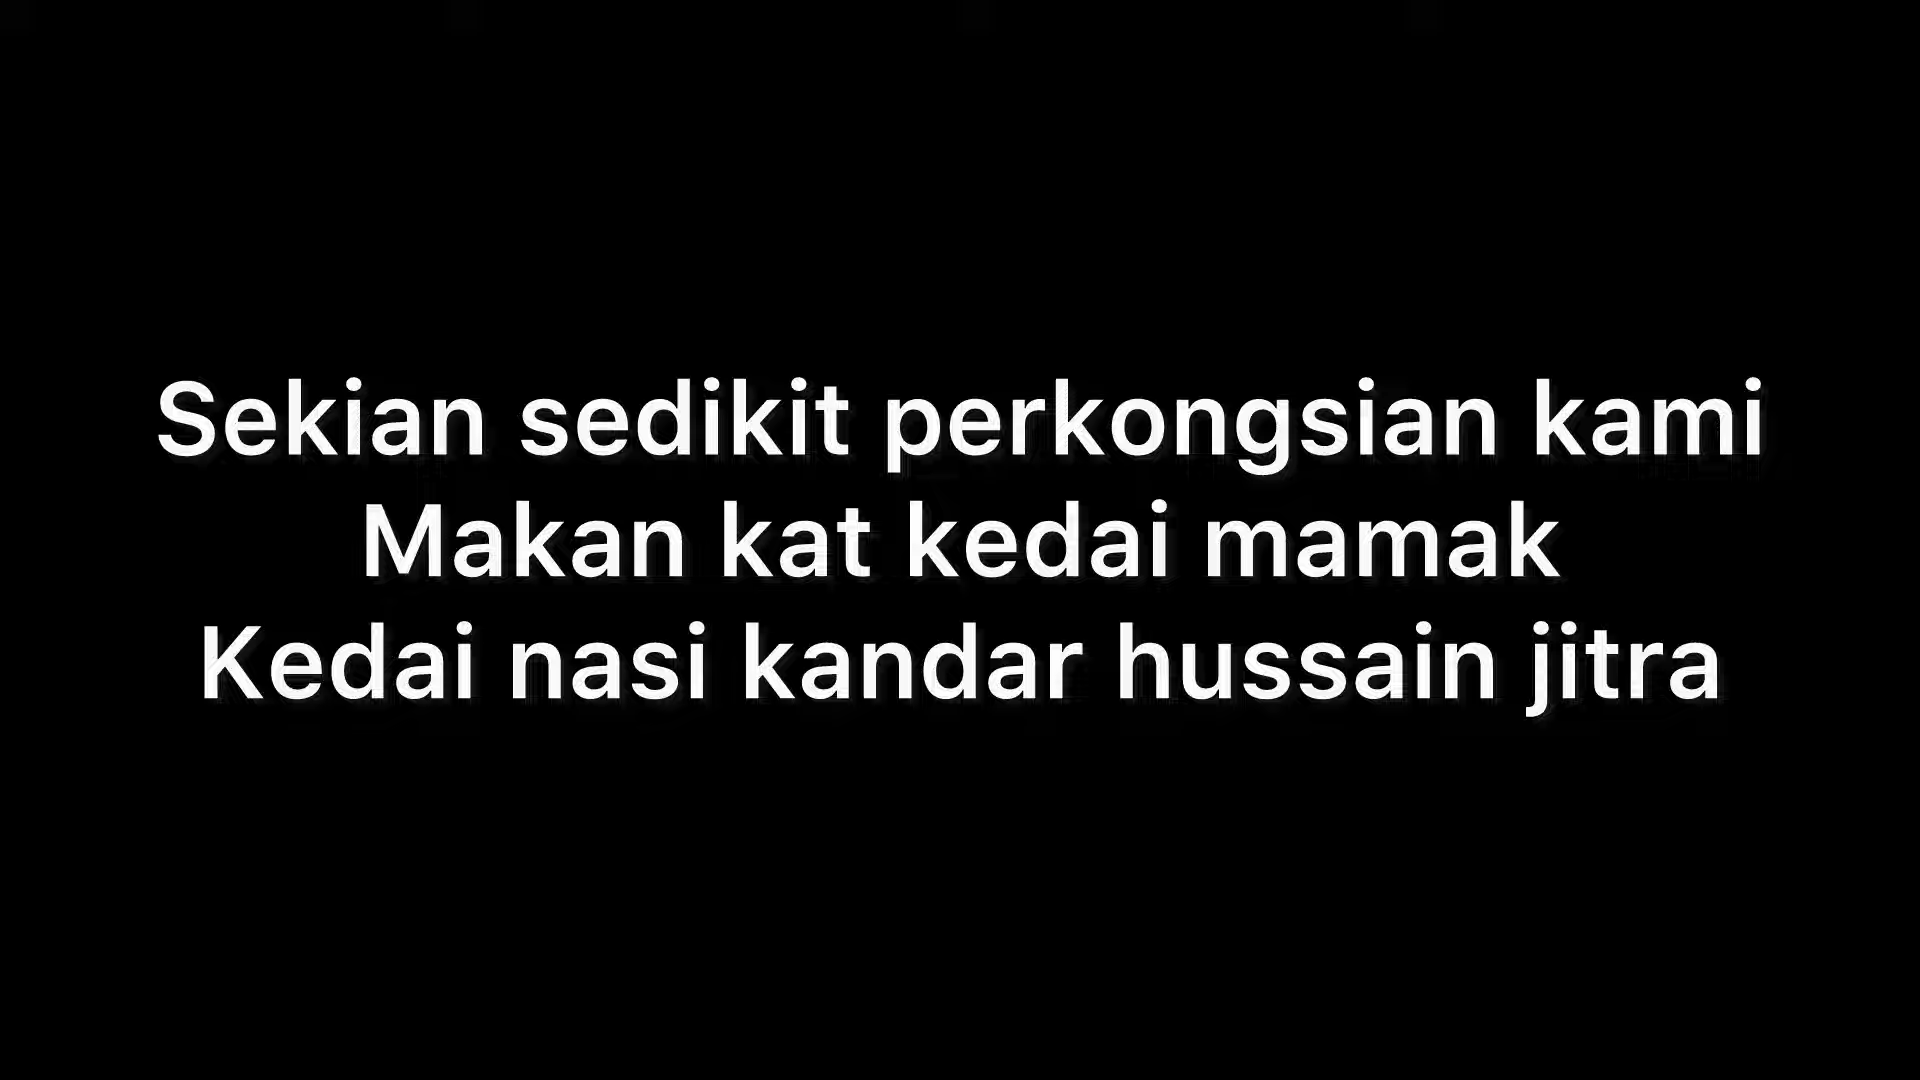 Sekian sedikit perkongsian kami
Makan kat kedai mamak
Kedai nasi kandar hussain jitra